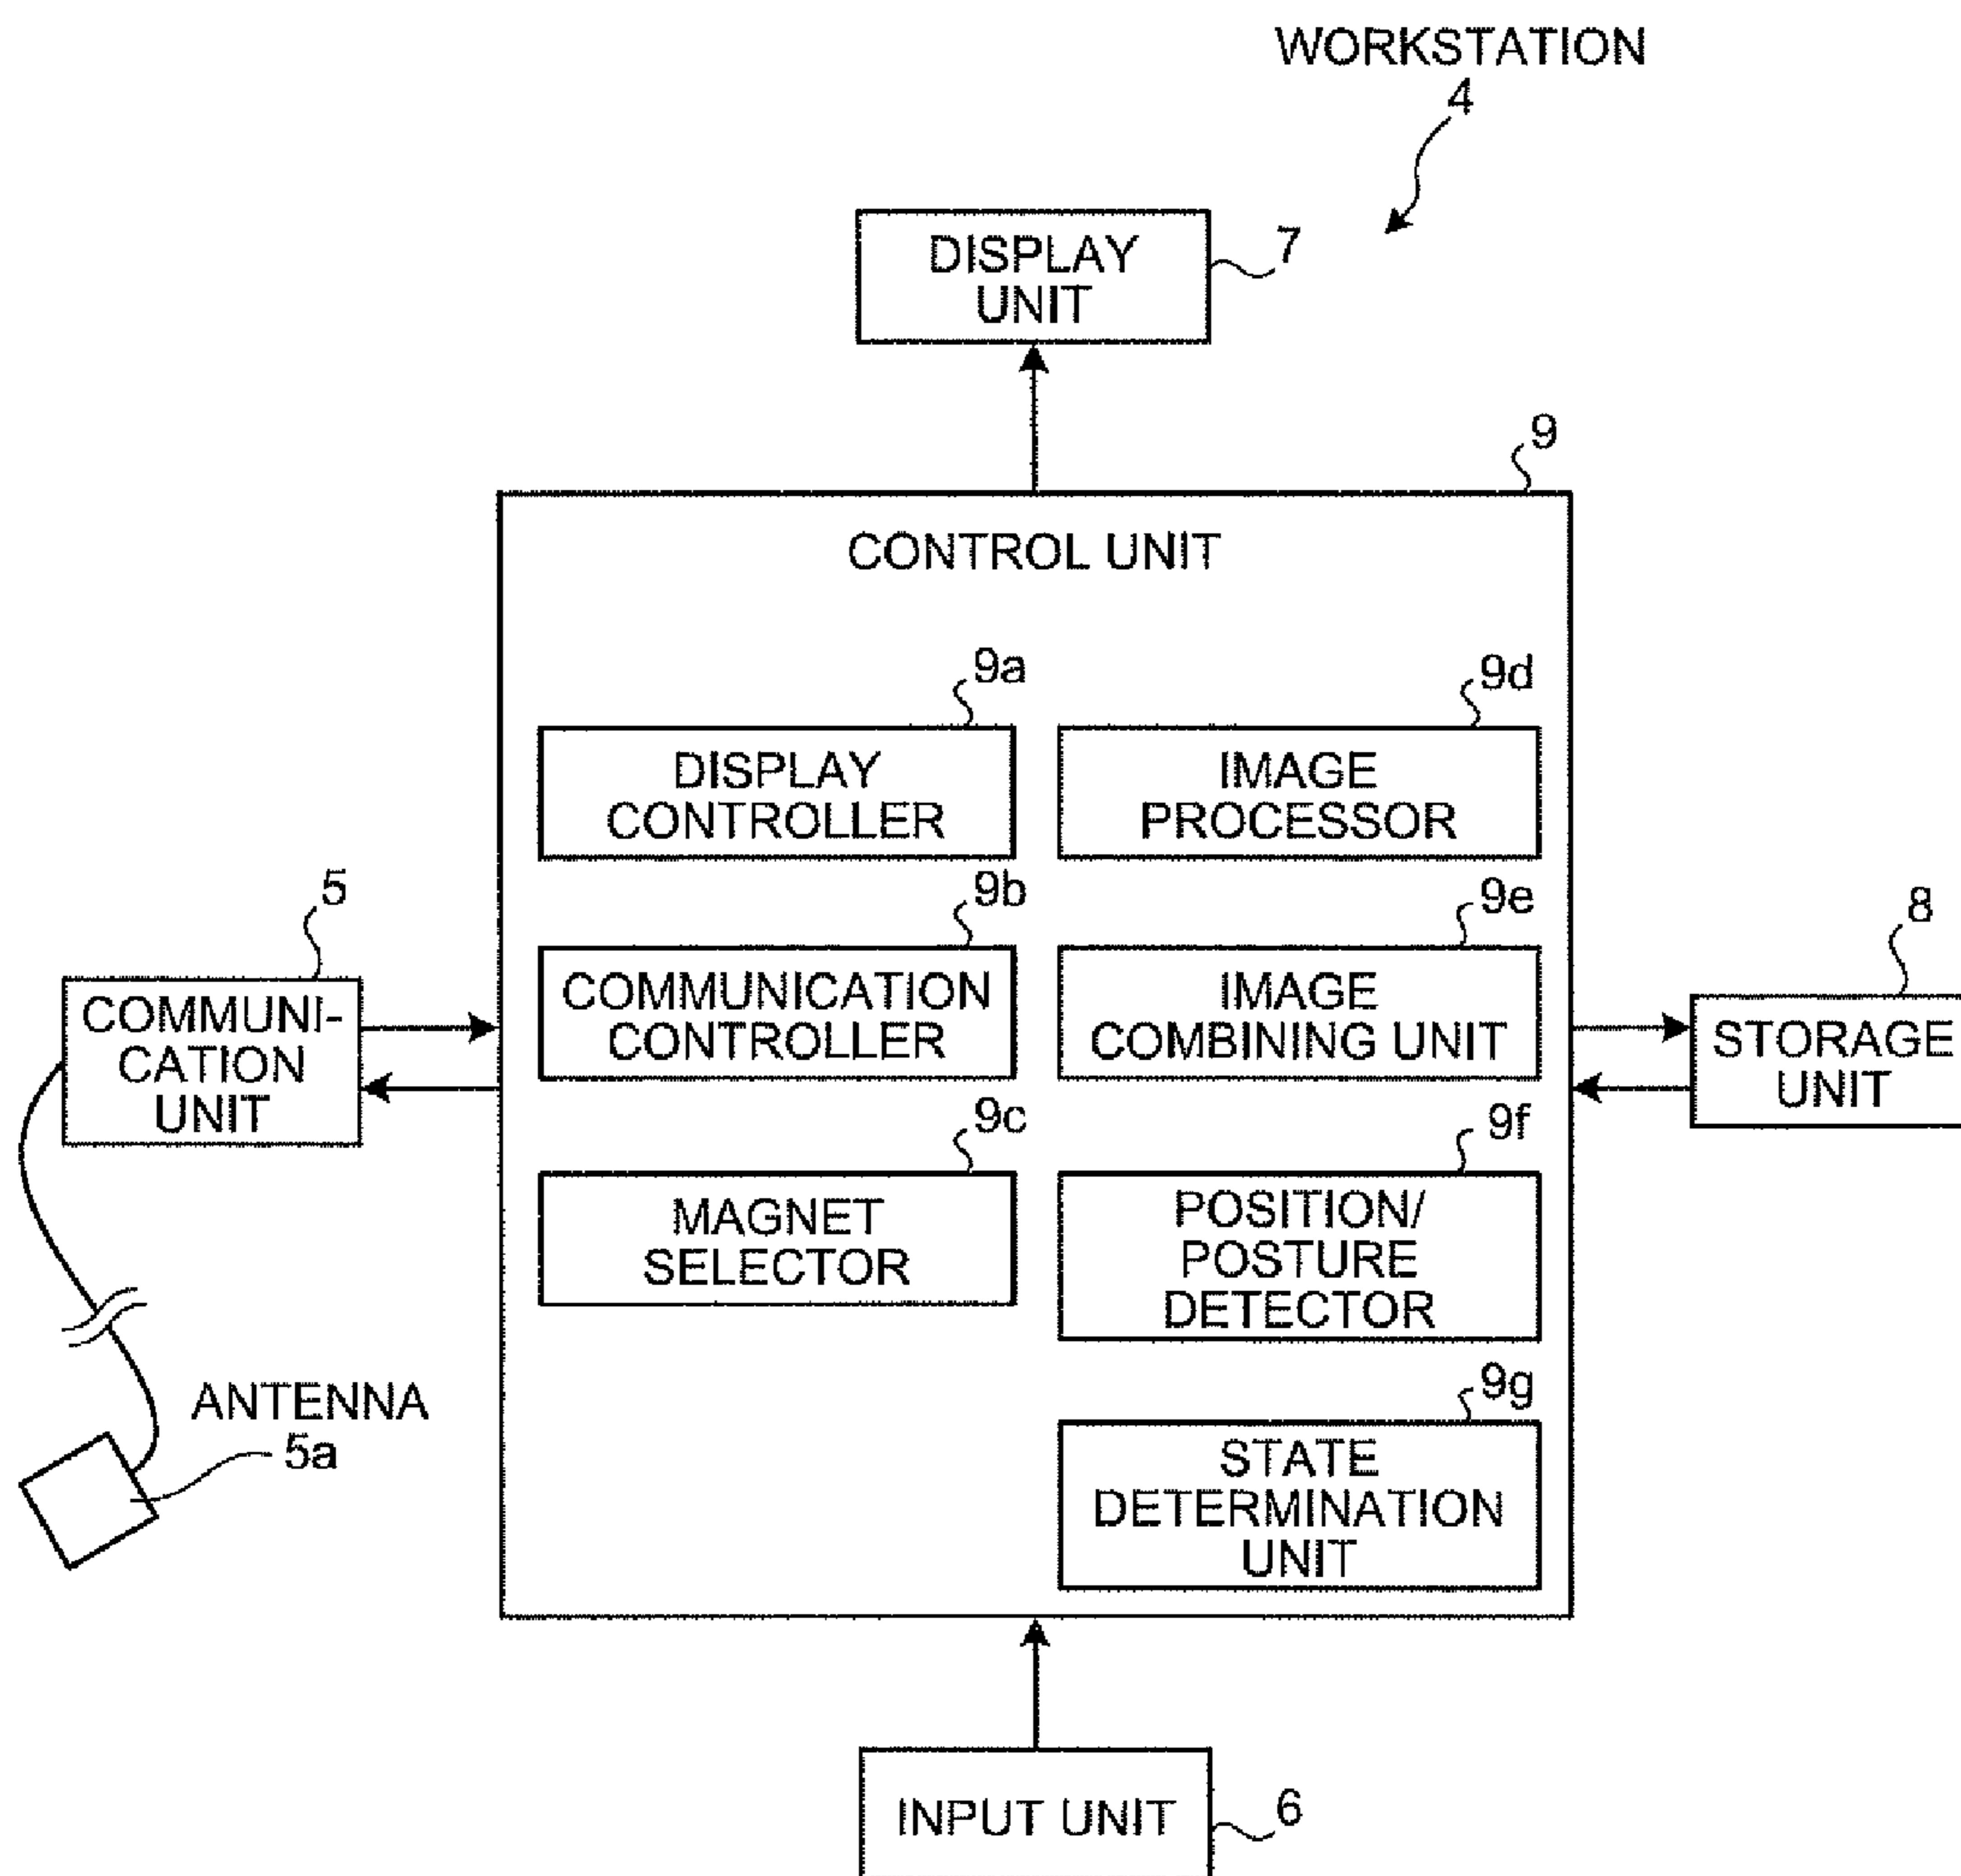 WORKSTATION
4
DISPLAY
UNIT
7
9
CONTROL UNIT
9a
DISPLAY
CONTROLLER
9d
IMAGE
PROCESSOR
5
COMMUNI-
CATION
UNIT
9b
COMMUNICATION
CONTROLLER
9e
IMAGE
COMBINING UNIT
8
STORAGE
UNIT
9c
MAGNET
SELECTOR
9f
POSITION/
POSTURE
DETECTOR
ANTENNA
5a
9g
STATE
DETERMINATION
UNIT
INPUT UNIT
6